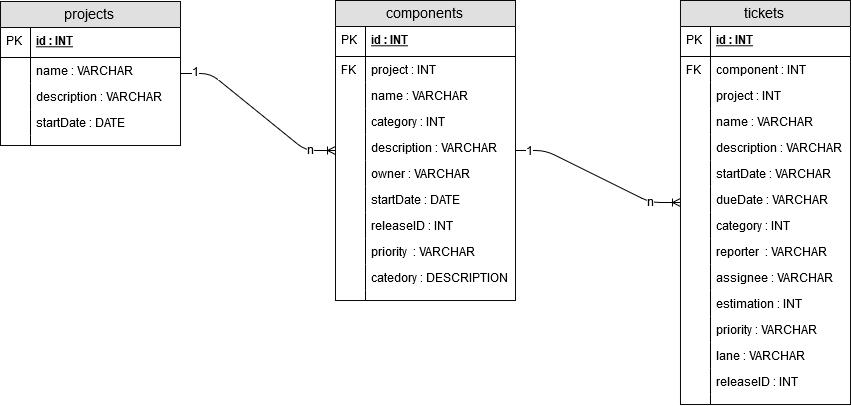 projects
PK id : INT
name : VARCHAR
description : VARCHAR
startDate : DATE
1
n
components
PK id : INT
FK project : INT
name : VARCHAR
category : INT
description : VARCHAR
owner : VARCHAR
startDate : DATE
releaseID : INT
priority : VARCHAR
catedory : DESCRIPTION
1
n
tickets
PK id : INT
FK component : INT
project : INT
name : VARCHAR
description : VARCHAR
startDate : VARCHAR
dueDate : VARCHAR
category : INT
reporter : VARCHAR
assignee : VARCHAR
estimation : INT
priority : VARCHAR
lane : VARCHAR
releaseID : INT